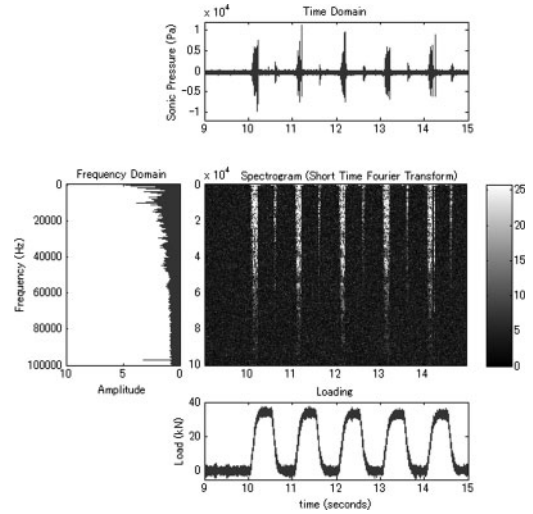 × 10⁴ Time Domain
Sonic Pressure (Pa)
1
0.5
0
-0.5
-1
9 10 11 12 13 14 15
Frequency Domain
Frequency (Hz)
0
20000
40000
60000
80000
100000
10 5 0
Amplitude
× 10⁴ Spectrogram (Short Time Fourier Transform)
0
2
4
6
8
10
10 11 12 13 14
25
20
15
10
5
0
Loading
Load (kN)
40
20
0
9 10 11 12 13 14 15
time (seconds)